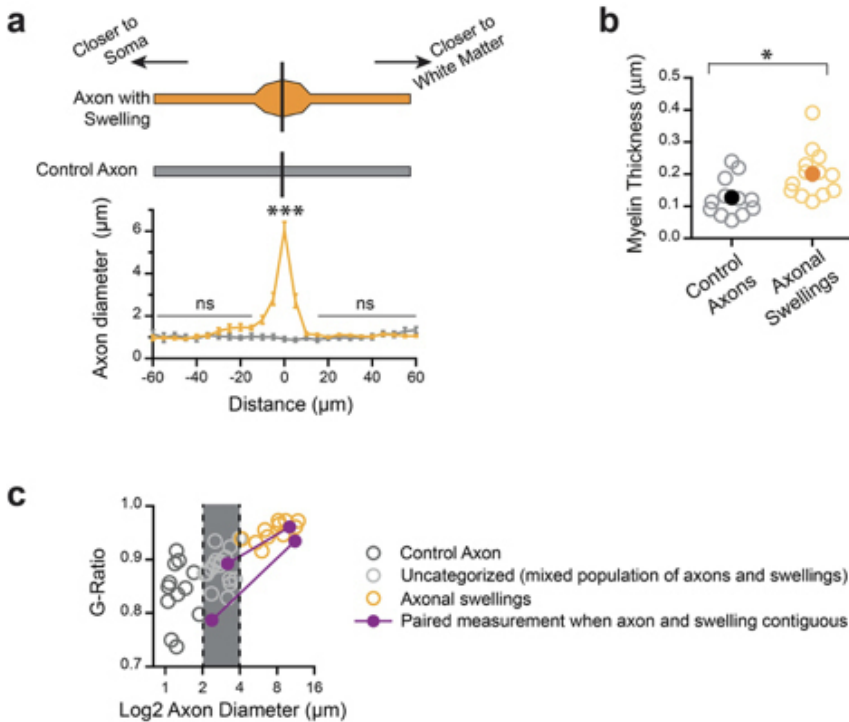 a
Closer to
Soma
Closer to
White Matter
Axon with
Swelling
Control Axon
***
Axon diameter (μm)
6
4
2
0
ns
ns
-60 -40 -20 0 20 40 60
Distance (μm)
b
*
Myelin Thickness (μm)
0.5
0.4
0.3
0.2
0.1
0.0
Control
Axons
Axonal
Swellings
c
G-Ratio
1.0
0.9
0.8
0.7
1 2 4 8 16
Log2 Axon Diameter (μm)
Control Axon
Uncategorized (mixed population of axons and swellings)
Axonal swellings
Paired measurement when axon and swelling contiguous